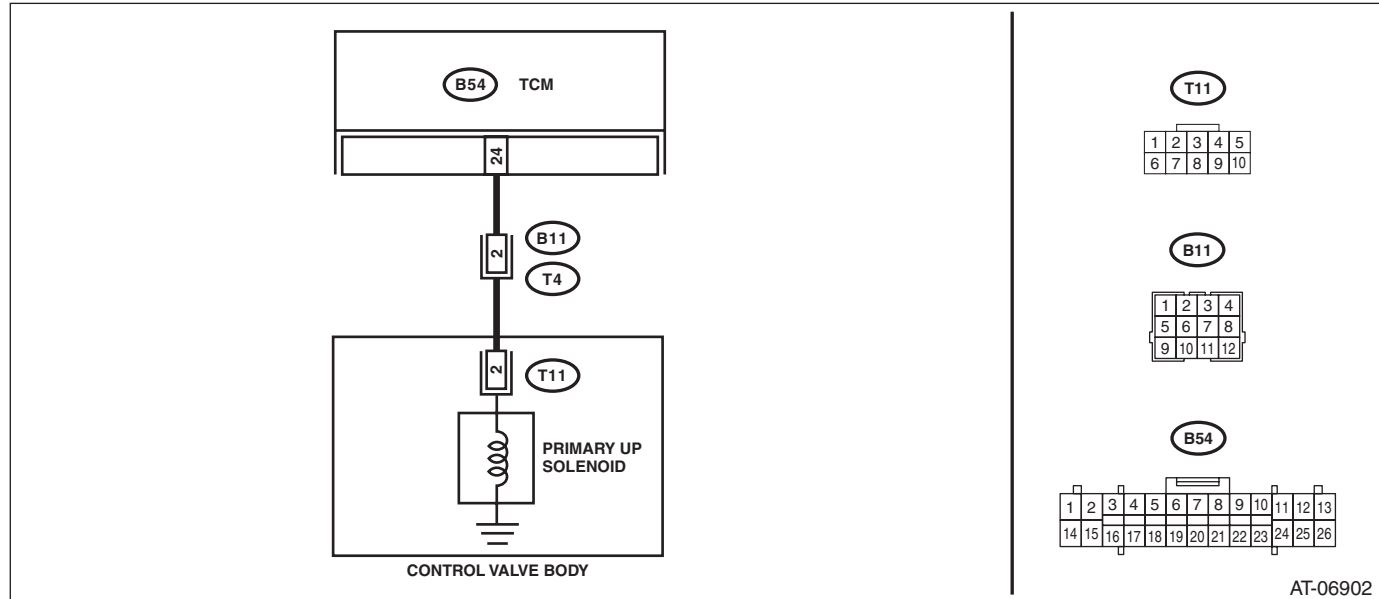 B54 TCM
24
2
B11
T4
2
T11
PRIMARY UP
SOLENOID
CONTROL VALVE BODY
T11
1 2 3 4 5
6 7 8 9 10
B11
1 2 3 4
5 6 7 8
9 10 11 12
B54
1 2 3 4 5 6 7 8 9 10 11 12 13
14 15 16 17 18 19 20 21 22 23 24 25 26
AT-06902